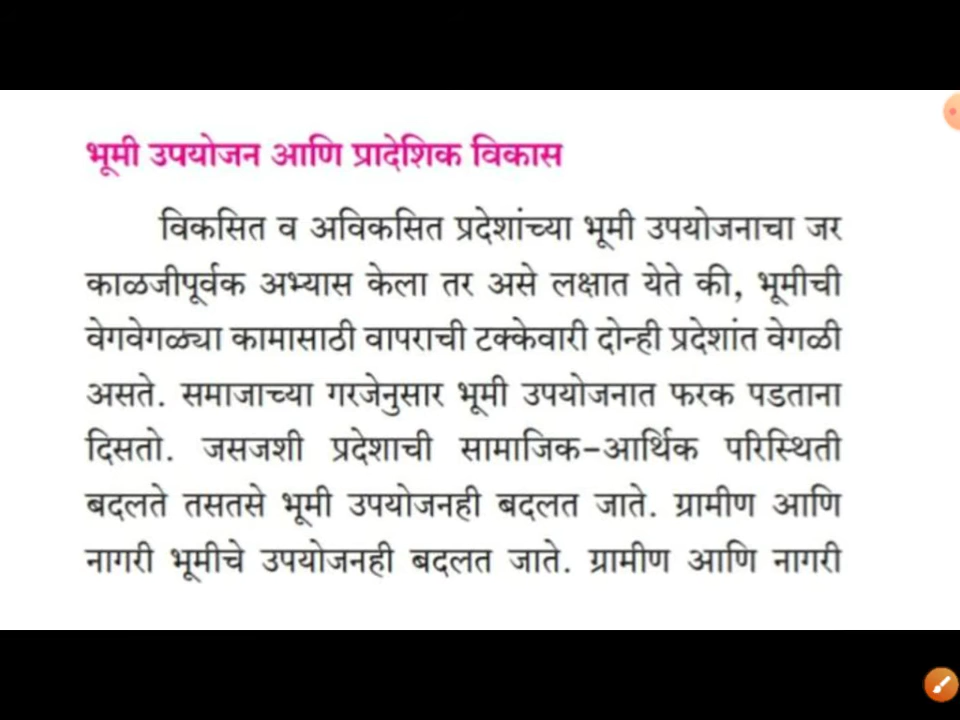 भूमी उपयोजन आणि प्रादेशिक विकास
विकसित व अविकसित प्रदेशांच्या भूमी उपयोजनाचा जर
काळजीपूर्वक अभ्यास केला तर असे लक्षात येते की, भूमीची
वेगवेगळ्या कामासाठी वापराची टक्केवारी दोन्ही प्रदेशांत वेगळी
असते. समाजाच्या गरजेनुसार भूमी उपयोजनात फरक पडताना
दिसतो. जसजशी प्रदेशाची सामाजिक-आर्थिक परिस्थिती
बदलते तसतसे भूमी उपयोजनही बदलत जाते. ग्रामीण आणि
नागरी भूमीचे उपयोजनही बदलत जाते. ग्रामीण आणि नागरी